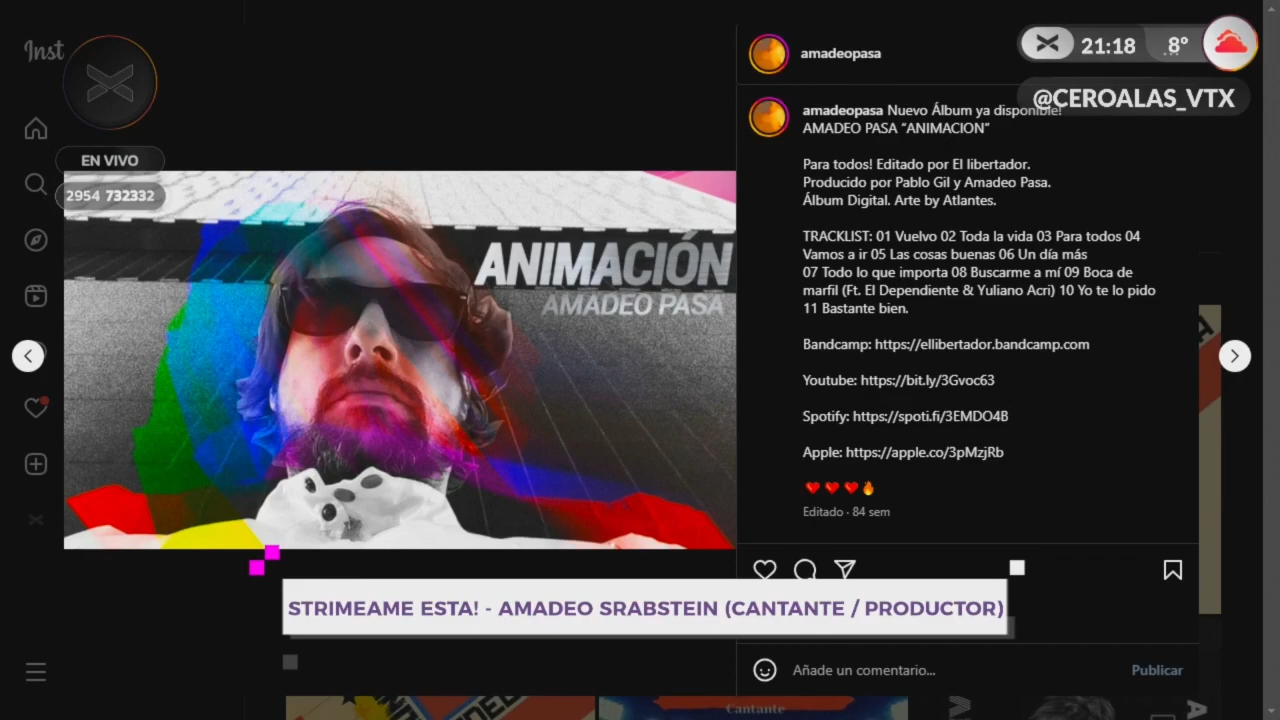 Inst
amadeopasa
21:18
8°
@CEROALAS_VTX
EN VIVO
2954 732332
ANIMACIÓN
AMADEO PASA
amadeopasa Nuevo Álbum ya disponible!
AMADEO PASA “ANIMACION”
Para todos! Editado por El libertador.
Producido por Pablo Gil y Amadeo Pasa.
Álbum Digital. Arte by Atlantes.
TRACKLIST: 01 Vuelvo 02 Toda la vida 03 Para todos 04
Vamos a ir 05 Las cosas buenas 06 Un día más
07 Todo lo que importa 08 Buscarme a mí 09 Boca de
marfil (Ft. El Dependiente & Yuliano Acri) 10 Yo te lo pido
11 Bastante bien.
Bandcamp: https://ellibertador.bandcamp.com
Youtube: https://bit.ly/3Gvoc63
Spotify: https://spoti.fi/3EMDO4B
Apple: https://apple.co/3pMzjRb
❤️❤️❤️🔥
Editado · 84 sem
STRIMEAME ESTA! - AMADEO SRABSTEIN (CANTANTE / PRODUCTOR)
Añade un comentario...
Publicar
Cantante